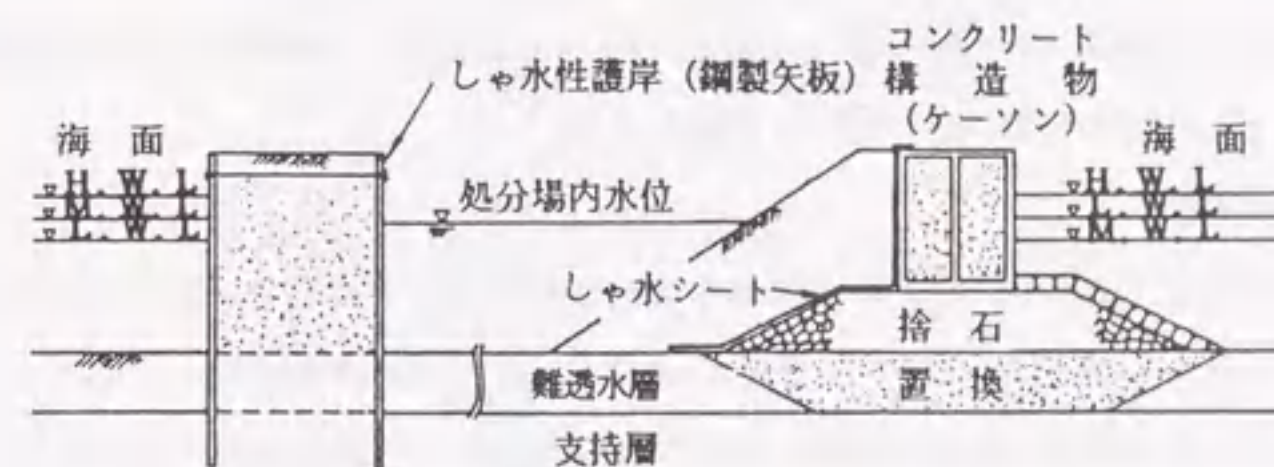 コンクリート
しゃ水性護岸(鋼製矢板)
構造物
(ケーソン)
海面
海面
H.W.L
M.W.L
L.W.L
処分場内水位
H.W.L
L.W.L
M.W.L
しゃ水シート
捨石
難透水層
置換
支持層